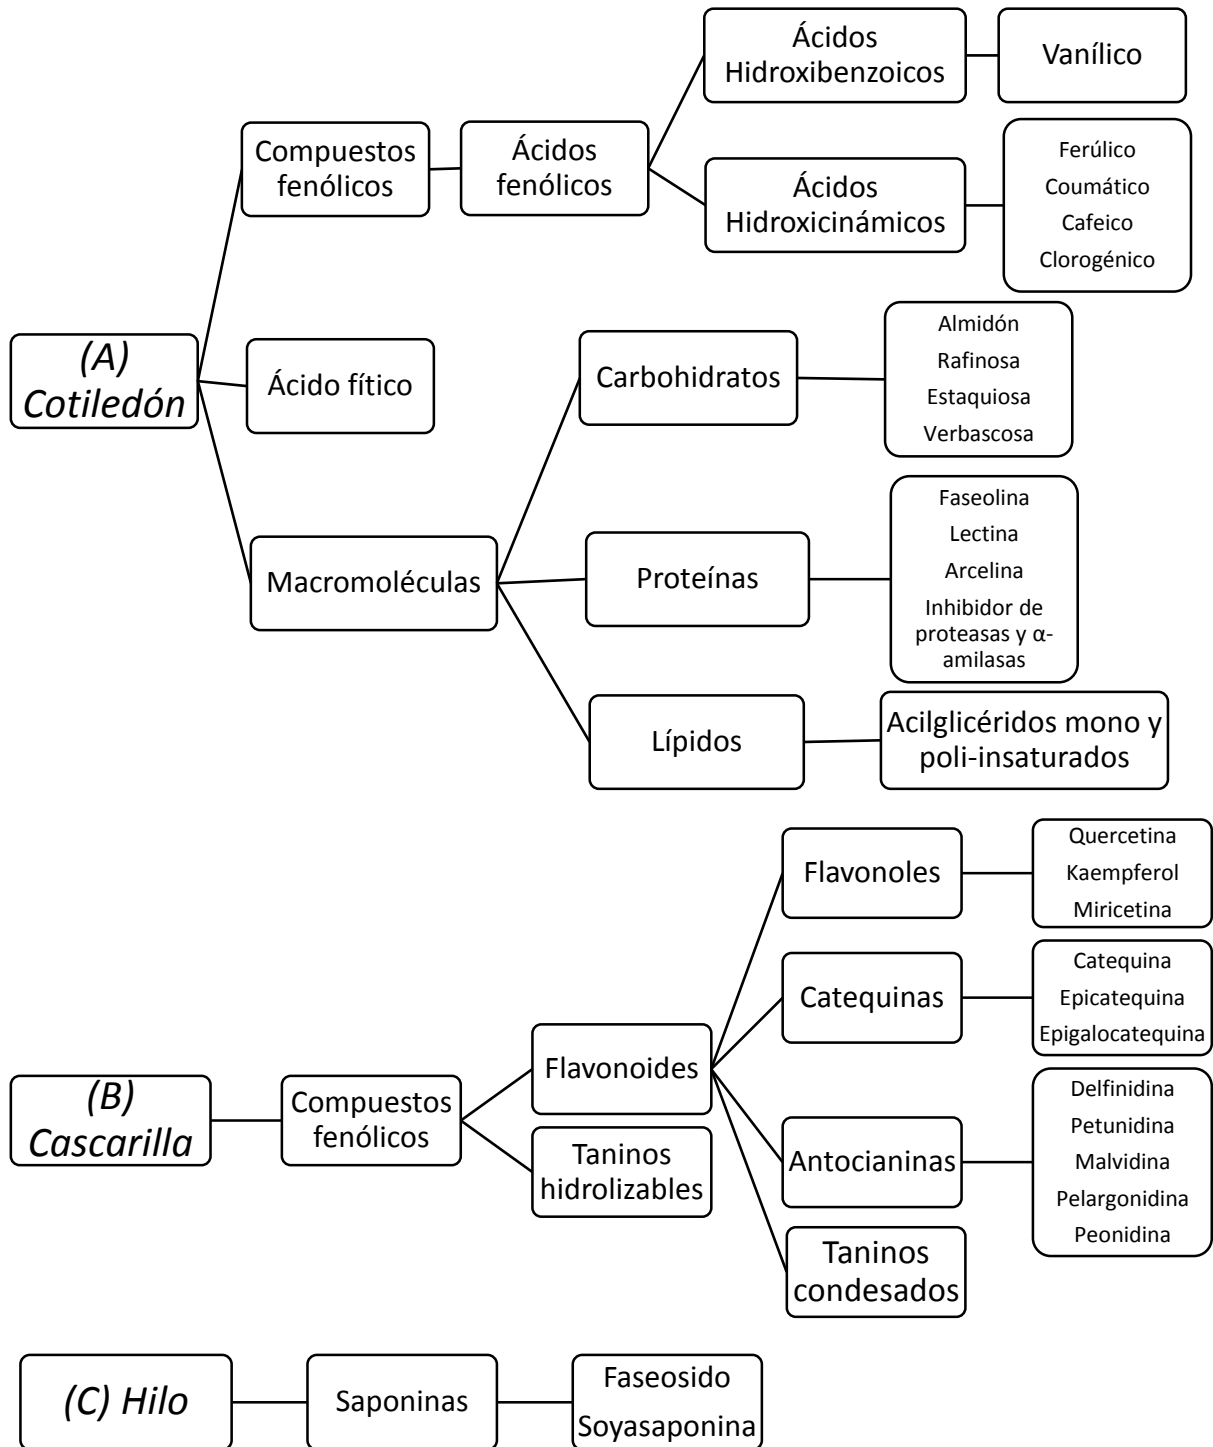 (A)
Cotiledón
Compuestos
fenólicos
Ácidos
fenólicos
Ácidos
Hidroxibenzoicos
Vanílico
Ácidos
Hidroxicinámicos
Ferúlico
Coumático
Cafeico
Clorogénico
Ácido fítico
Macromoléculas
Carbohidratos
Almidón
Rafinosa
Estaquiosa
Verbascosa
Proteínas
Faseolina
Lectina
Arcelina
Inhibidor de
proteasas y α-
amilasas
Lípidos
Acilglicéridos mono y
poli-insaturados
(B)
Cascarilla
Compuestos
fenólicos
Flavonoides
Flavonoles
Quercetina
Kaempferol
Miricetina
Catequinas
Catequina
Epicatequina
Epigalocatequina
Antocianinas
Delfinidina
Petunidina
Malvidina
Pelargonidina
Peonidina
Taninos
condesados
Taninos
hidrolizables
(C) Hilo
Saponinas
Faseosido
Soyasaponina